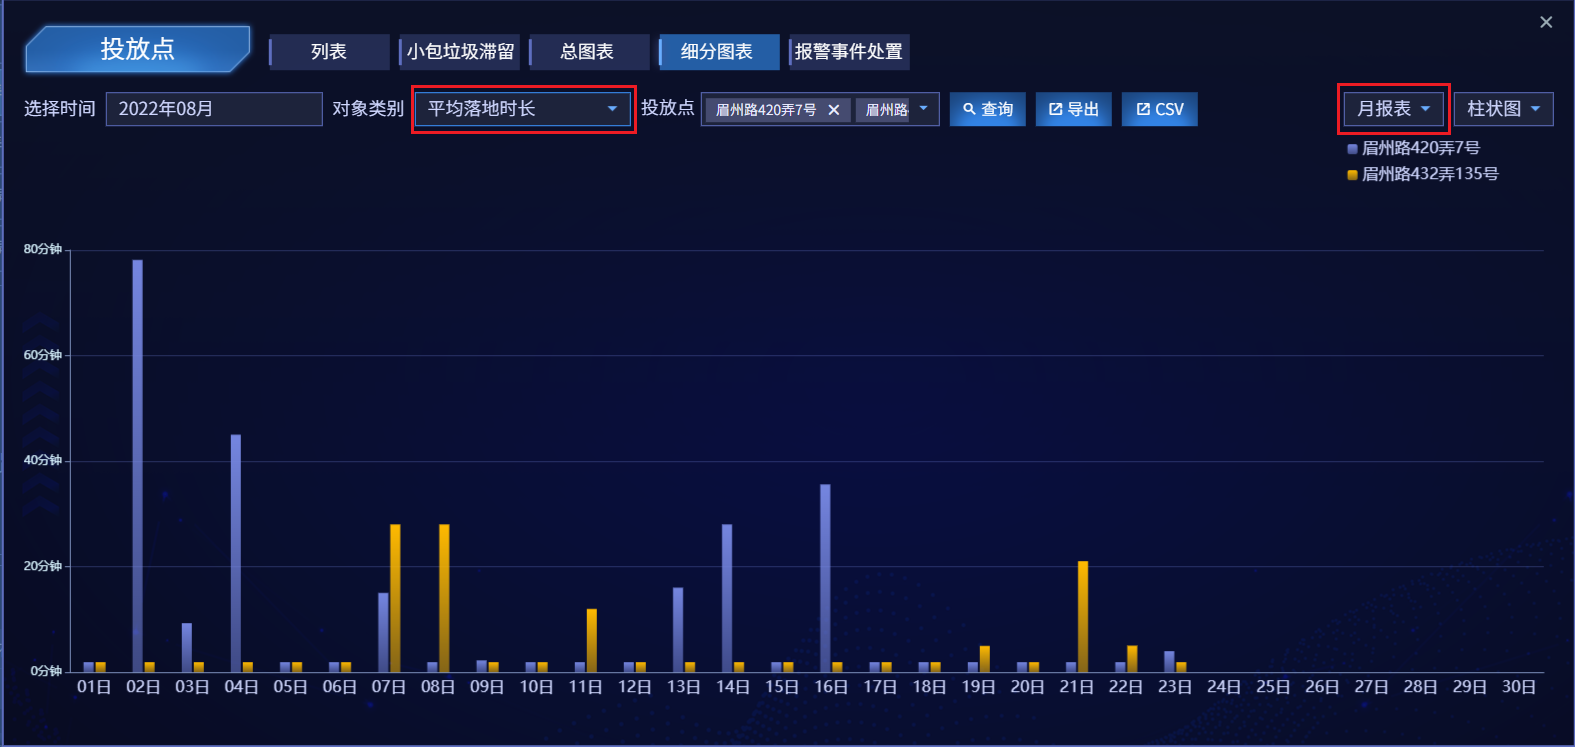 投放点 列表 小包垃圾滞留 总图表 细分图表 报警事件处置
选择时间 2022年08月 对象类别 平均落地时长 投放点 眉州路420弄7号 眉州路 查询 导出 CSV 月报表 柱状图
眉州路420弄7号
眉州路432弄135号
80分钟
60分钟
40分钟
20分钟
0分钟
01日 02日 03日 04日 05日 06日 07日 08日 09日 10日 11日 12日 13日 14日 15日 16日 17日 18日 19日 20日 21日 22日 23日 24日 25日 26日 27日 28日 29日 30日